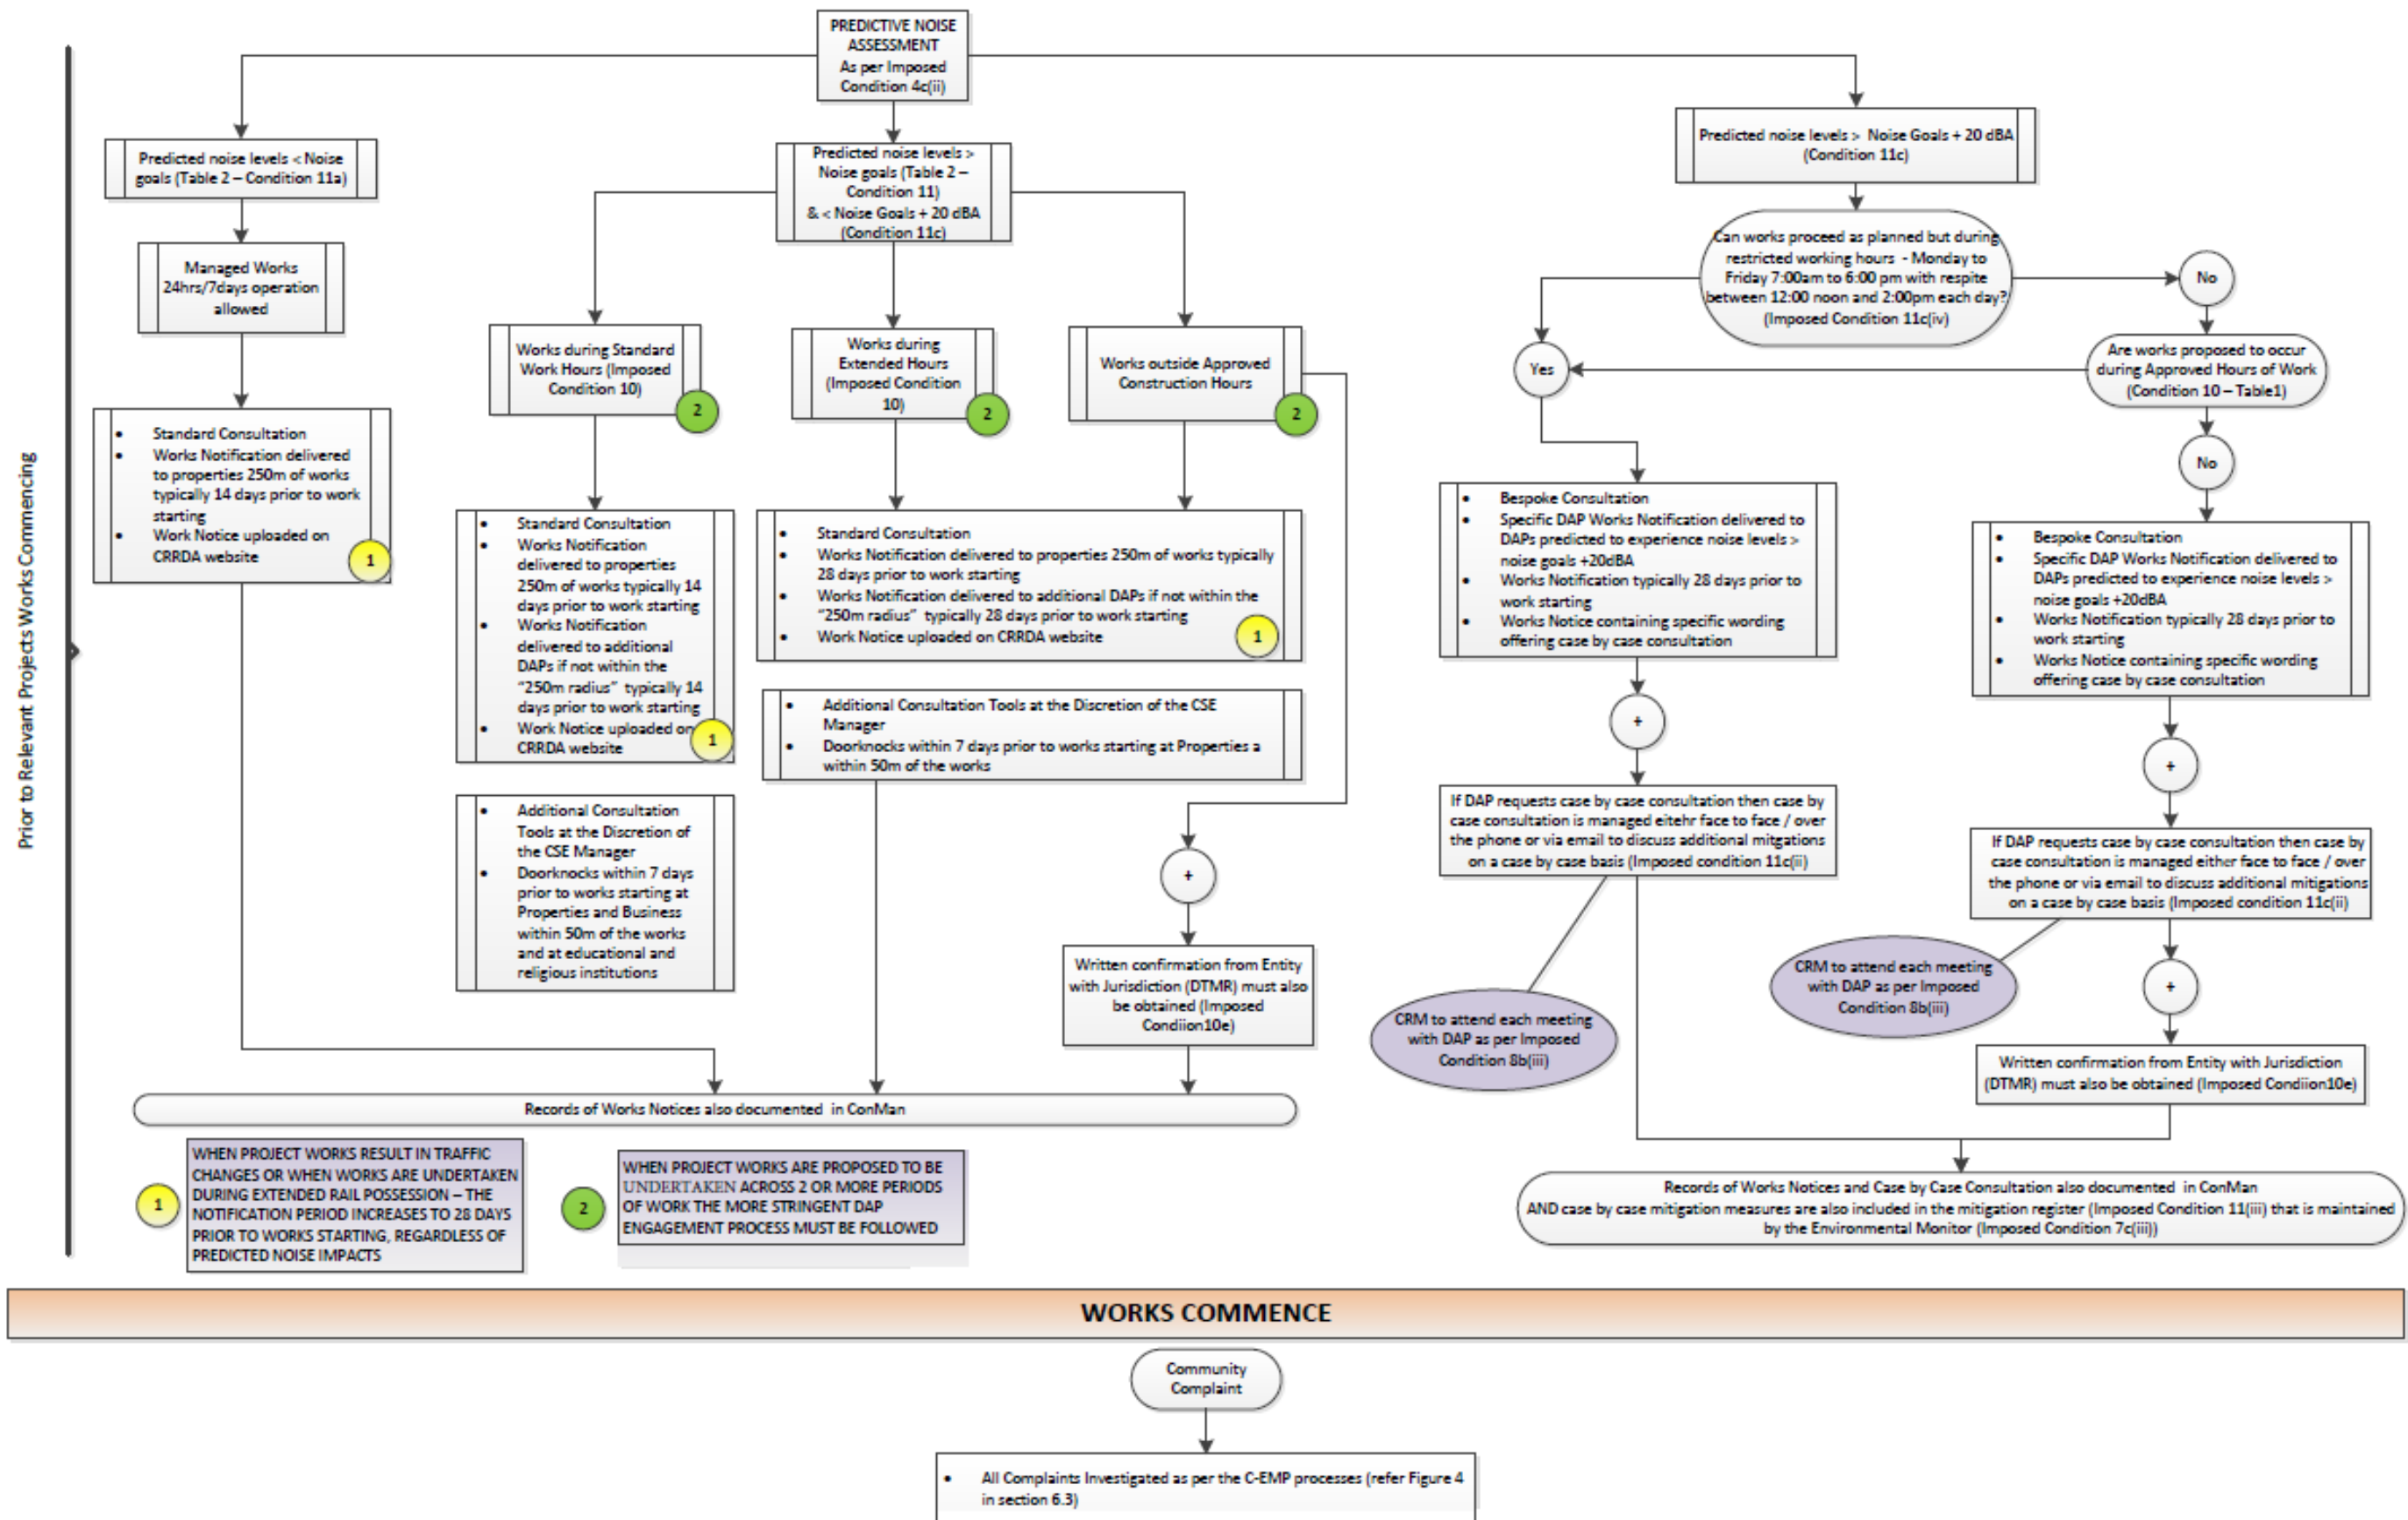 Prior to Relevant Projects Works Commencing
PREDICTIVE NOISE
ASSESSMENT
As per Imposed
Condition 4c(ii)
Predicted noise levels < Noise
goals (Table 2 – Condition 11a)
Managed Works
24hrs/7days operation
allowed
• Standard Consultation
• Works Notification delivered
to properties 250m of works
typically 14 days prior to work
starting
• Work Notice uploaded on
CRRDA website
1
Predicted noise levels >
Noise goals (Table 2 –
Condition 11)
& < Noise Goals + 20 dBA
(Condition 11c)
Works during Standard
Work Hours (Imposed
Condition 10)
2
Works during
Extended Hours
(Imposed Condition
10)
2
Works outside Approved
Construction Hours
2
• Standard Consultation
• Works Notification
delivered to properties
250m of works typically 14
days prior to work starting
• Works Notification
delivered to additional
DAPs if not within the
"250m radius" typically 14
days prior to work starting
• Work Notice uploaded on
CRRDA website
1
• Additional Consultation
Tools at the Discretion of
the CSE Manager
• Doorknocks within 7 days
prior to works starting at
Properties and Business
within 50m of the works
and at educational and
religious institutions
• Standard Consultation
• Works Notification delivered to properties 250m of works typically
28 days prior to work starting
• Works Notification delivered to additional DAPs if not within the
"250m radius" typically 28 days prior to work starting
• Work Notice uploaded on CRRDA website
1
• Additional Consultation Tools at the Discretion of the CSE
Manager
• Doorknocks within 7 days prior to works starting at Properties a
within 50m of the works
+
Written confirmation from Entity
with Jurisdiction (DTMR) must also
be obtained (Imposed
Condiion10e)
Records of Works Notices also documented in ConMan
Predicted noise levels > Noise Goals + 20 dBA
(Condition 11c)
Can works proceed as planned but during
restricted working hours - Monday to
Friday 7:00am to 6:00 pm with respite
between 12:00 noon and 2:00pm each day?
(Imposed Condition 11c(iv)
No
Yes
Are works proposed to occur
during Approved Hours of Work
(Condition 10 – Table1)
No
• Bespoke Consultation
• Specific DAP Works Notification delivered to
DAPs predicted to experience noise levels >
noise goals +20dBA
• Works Notification typically 28 days prior to
work starting
• Works Notice containing specific wording
offering case by case consultation
+
If DAP requests case by case consultation then case by
case consultation is managed eitehr face to face / over
the phone or via email to discuss additional mitgations
on a case by case basis (Imposed condition 11c(ii)
CRM to attend each meeting
with DAP as per Imposed
Condition 8b(iii)
• Bespoke Consultation
• Specific DAP Works Notification delivered to
DAPs predicted to experience noise levels >
noise goals +20dBA
• Works Notification typically 28 days prior to
work starting
• Works Notice containing specific wording
offering case by case consultation
+
If DAP requests case by case consultation then case by
case consultation is managed either face to face / over
the phone or via email to discuss additional mitigations
on a case by case basis (Imposed condition 11c(ii)
CRM to attend each meeting
with DAP as per Imposed
Condition 8b(iii)
+
Written confirmation from Entity with Jurisdiction
(DTMR) must also be obtained (Imposed Condiion10e)
Records of Works Notices and Case by Case Consultation also documented in ConMan
AND case by case mitigation measures are also included in the mitigation register (Imposed Condition 11(iii) that is maintained
by the Environmental Monitor (Imposed Condition 7c(iii))
1
WHEN PROJECT WORKS RESULT IN TRAFFIC
CHANGES OR WHEN WORKS ARE UNDERTAKEN
DURING EXTENDED RAIL POSSESSION – THE
NOTIFICATION PERIOD INCREASES TO 28 DAYS
PRIOR TO WORKS STARTING, REGARDLESS OF
PREDICTED NOISE IMPACTS
2
WHEN PROJECT WORKS ARE PROPOSED TO BE
UNDERTAKEN ACROSS 2 OR MORE PERIODS
OF WORK THE MORE STRINGENT DAP
ENGAGEMENT PROCESS MUST BE FOLLOWED
WORKS COMMENCE
Community
Complaint
• All Complaints Investigated as per the C-EMP processes (refer Figure 4
in section 6.3)